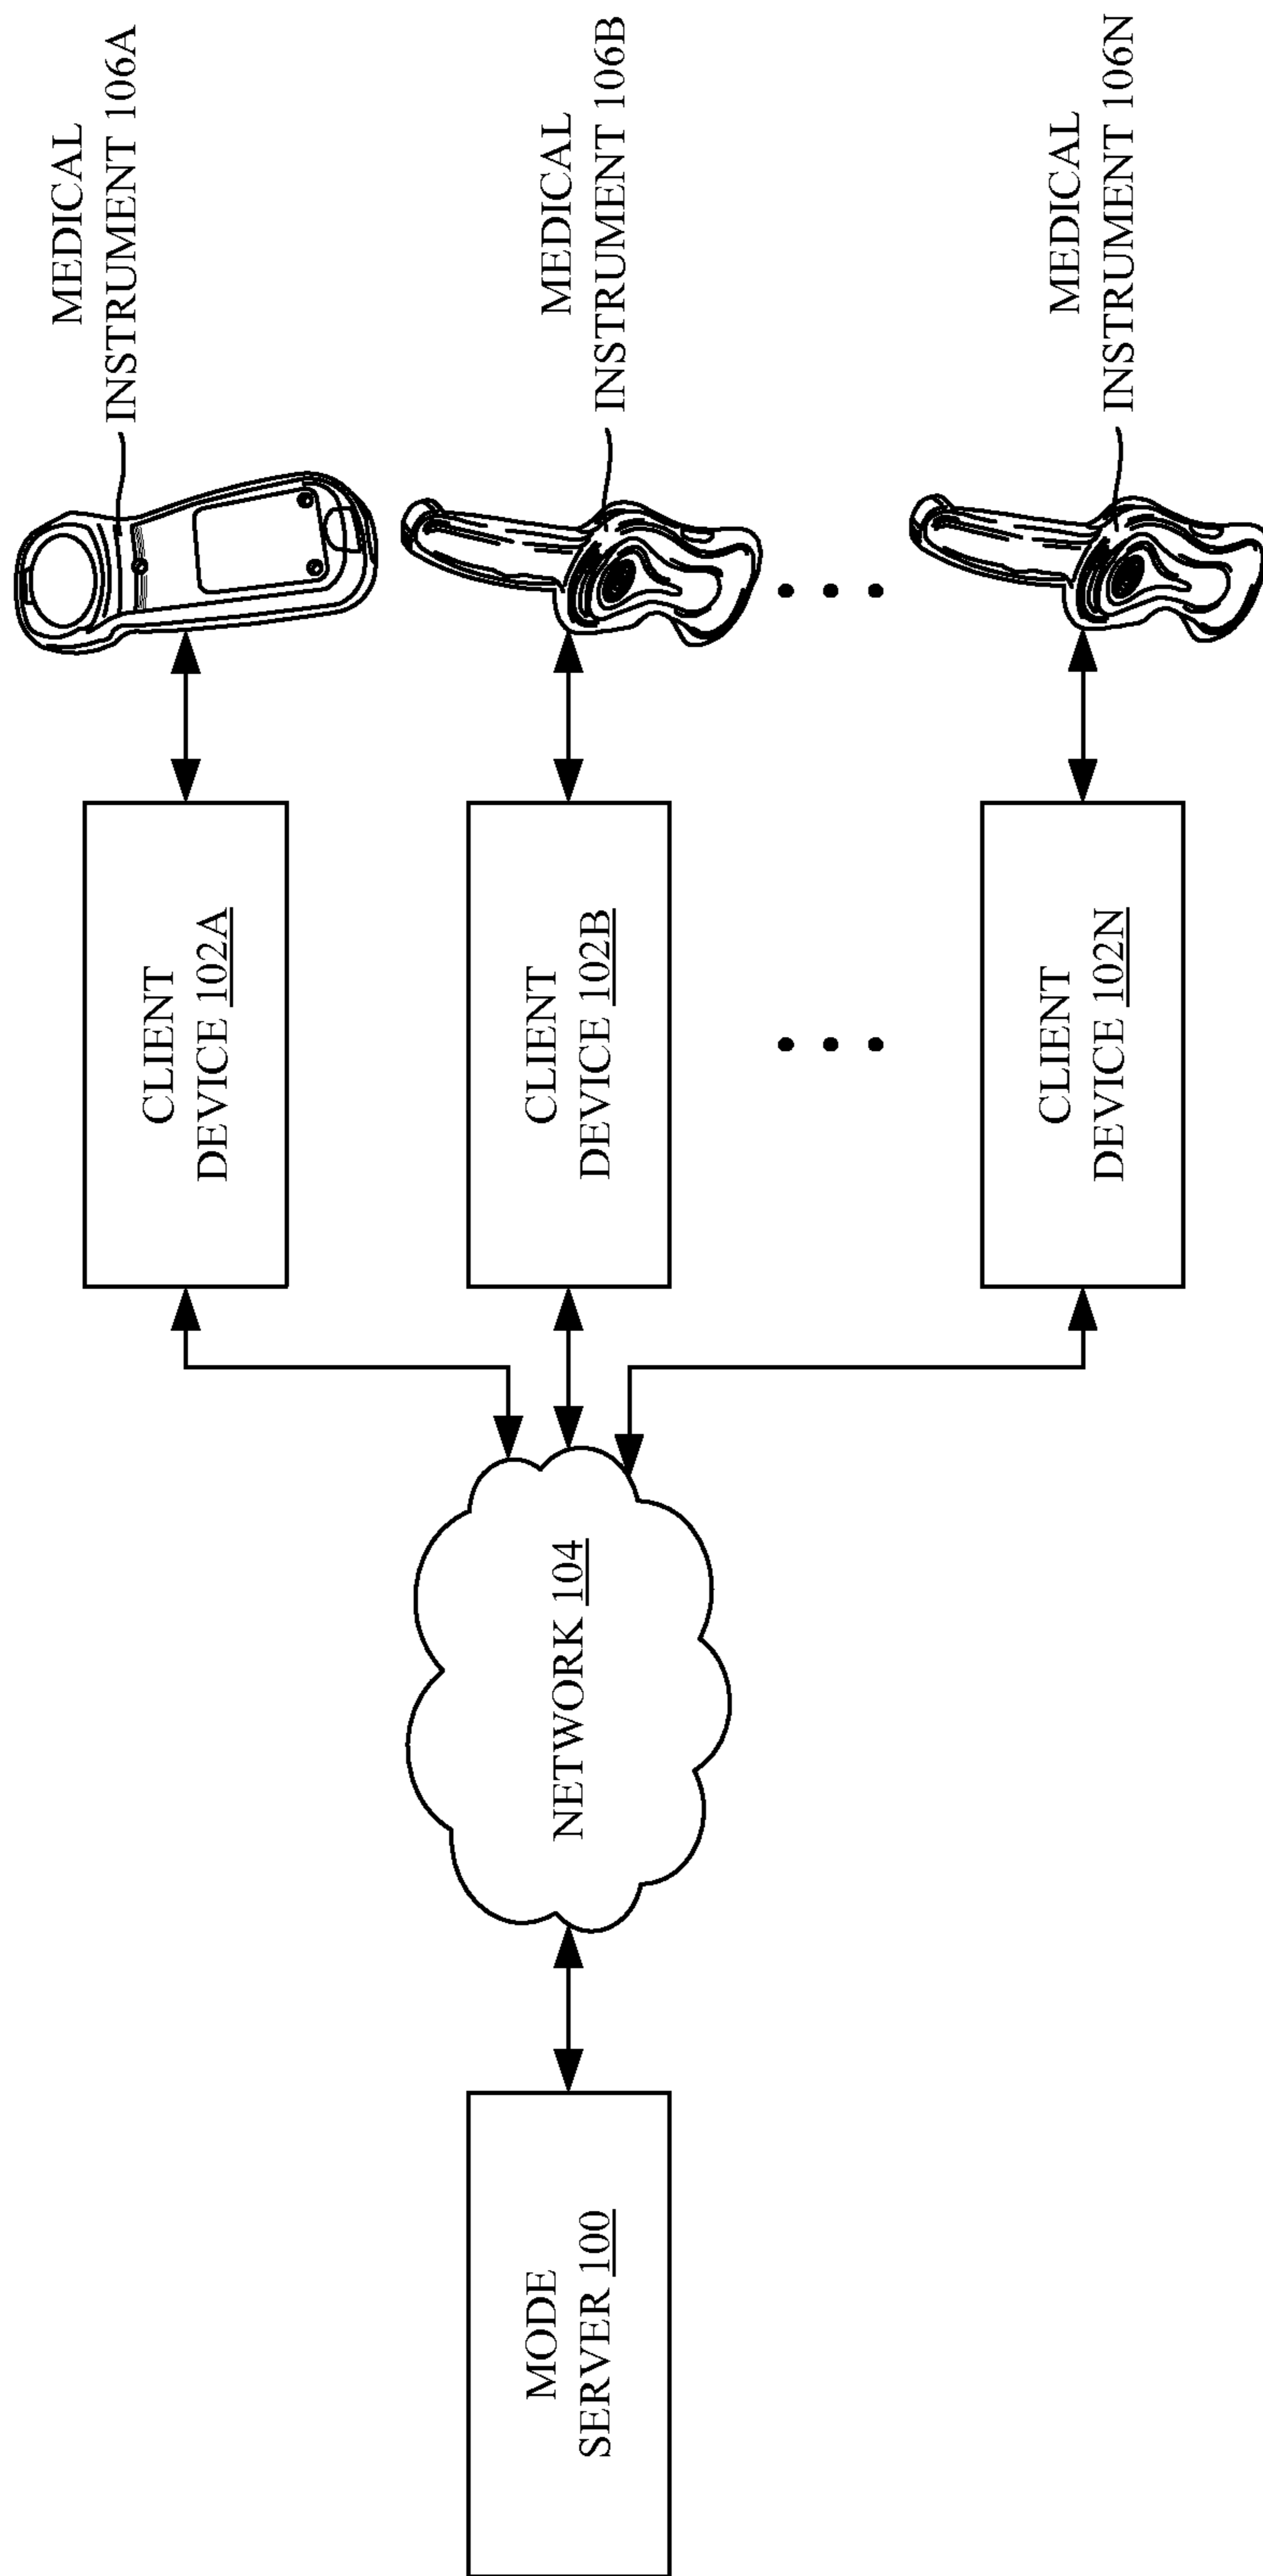 MODE
SERVER 100
NETWORK 104
CLIENT
DEVICE 102A
CLIENT
DEVICE 102B
CLIENT
DEVICE 102N
MEDICAL
INSTRUMENT 106A
MEDICAL
INSTRUMENT 106B
MEDICAL
INSTRUMENT 106N